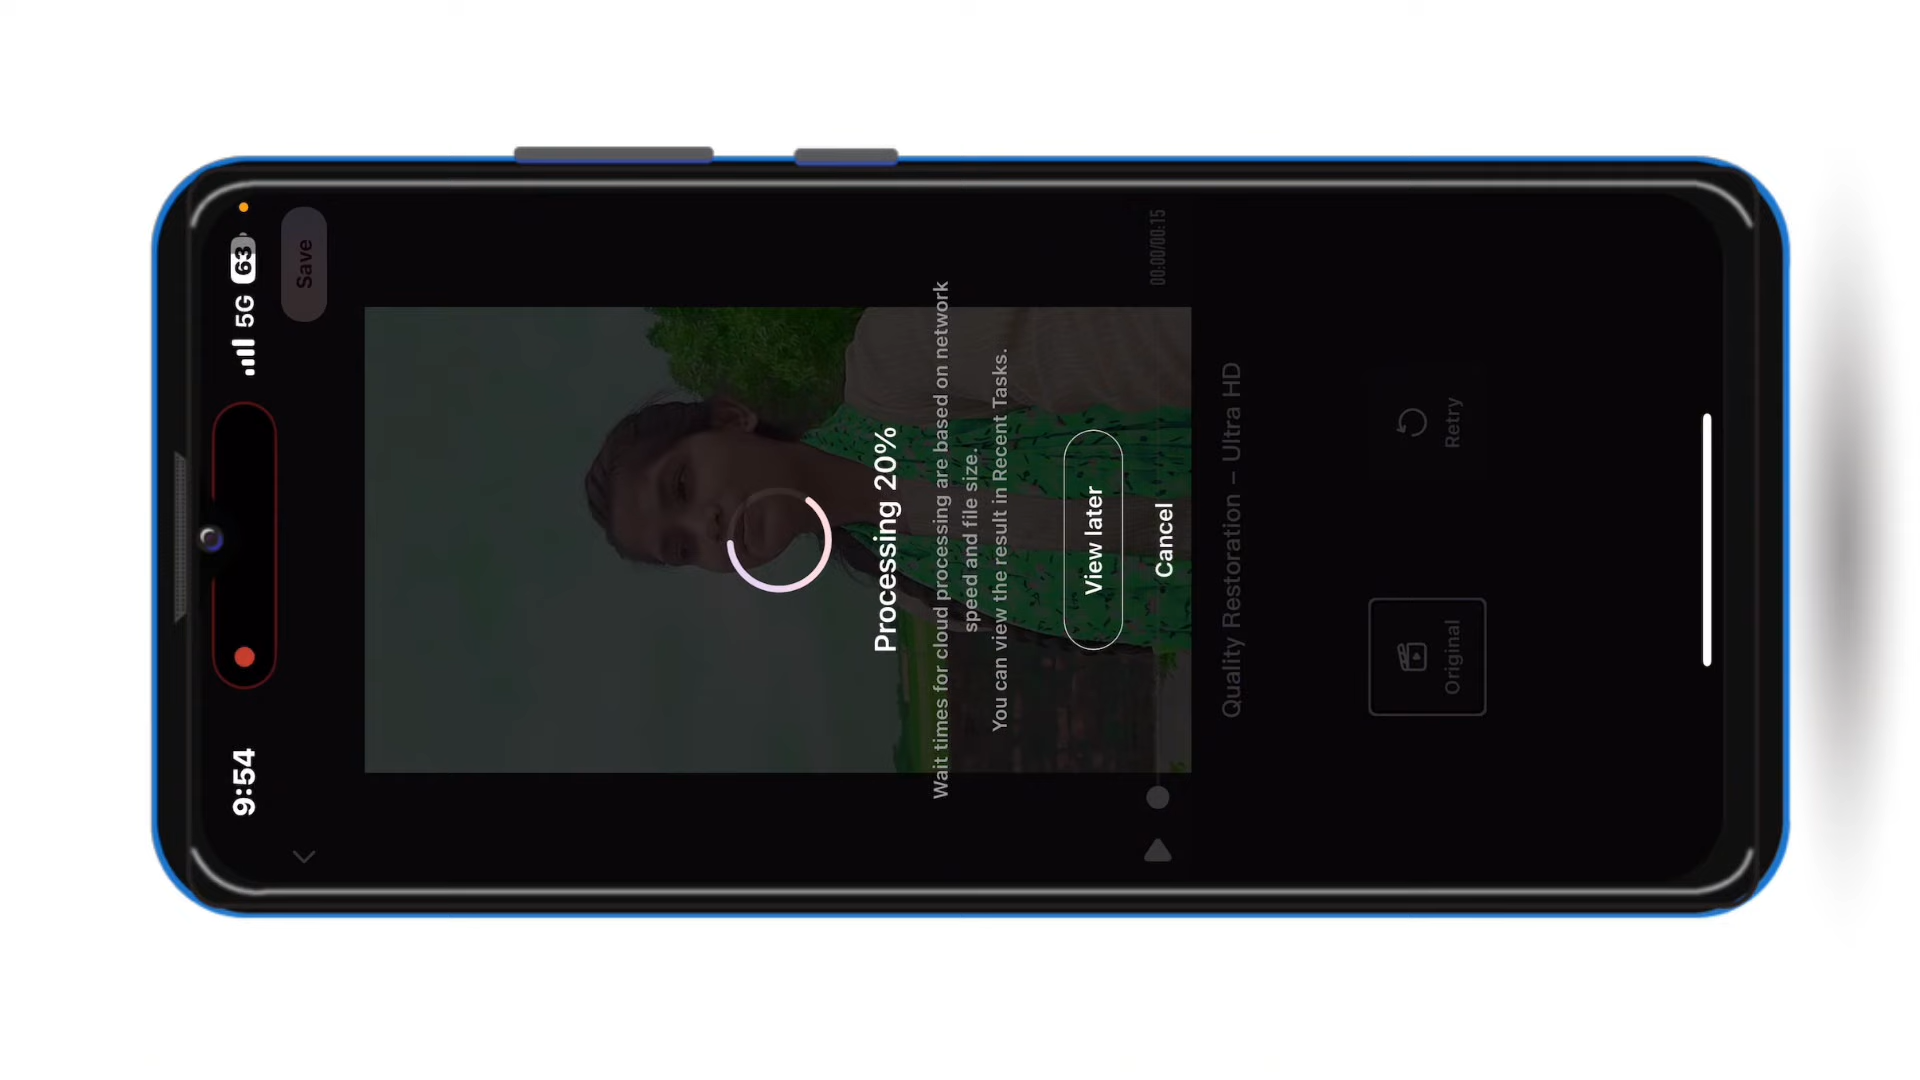 9:54
5G 63
Save
Processing 20%
Wait times for cloud processing are based on network
speed and file size.
You can view the result in Recent Tasks.
View later
Cancel
00:00/00:15
Quality Restoration – Ultra HD
Original
Retry